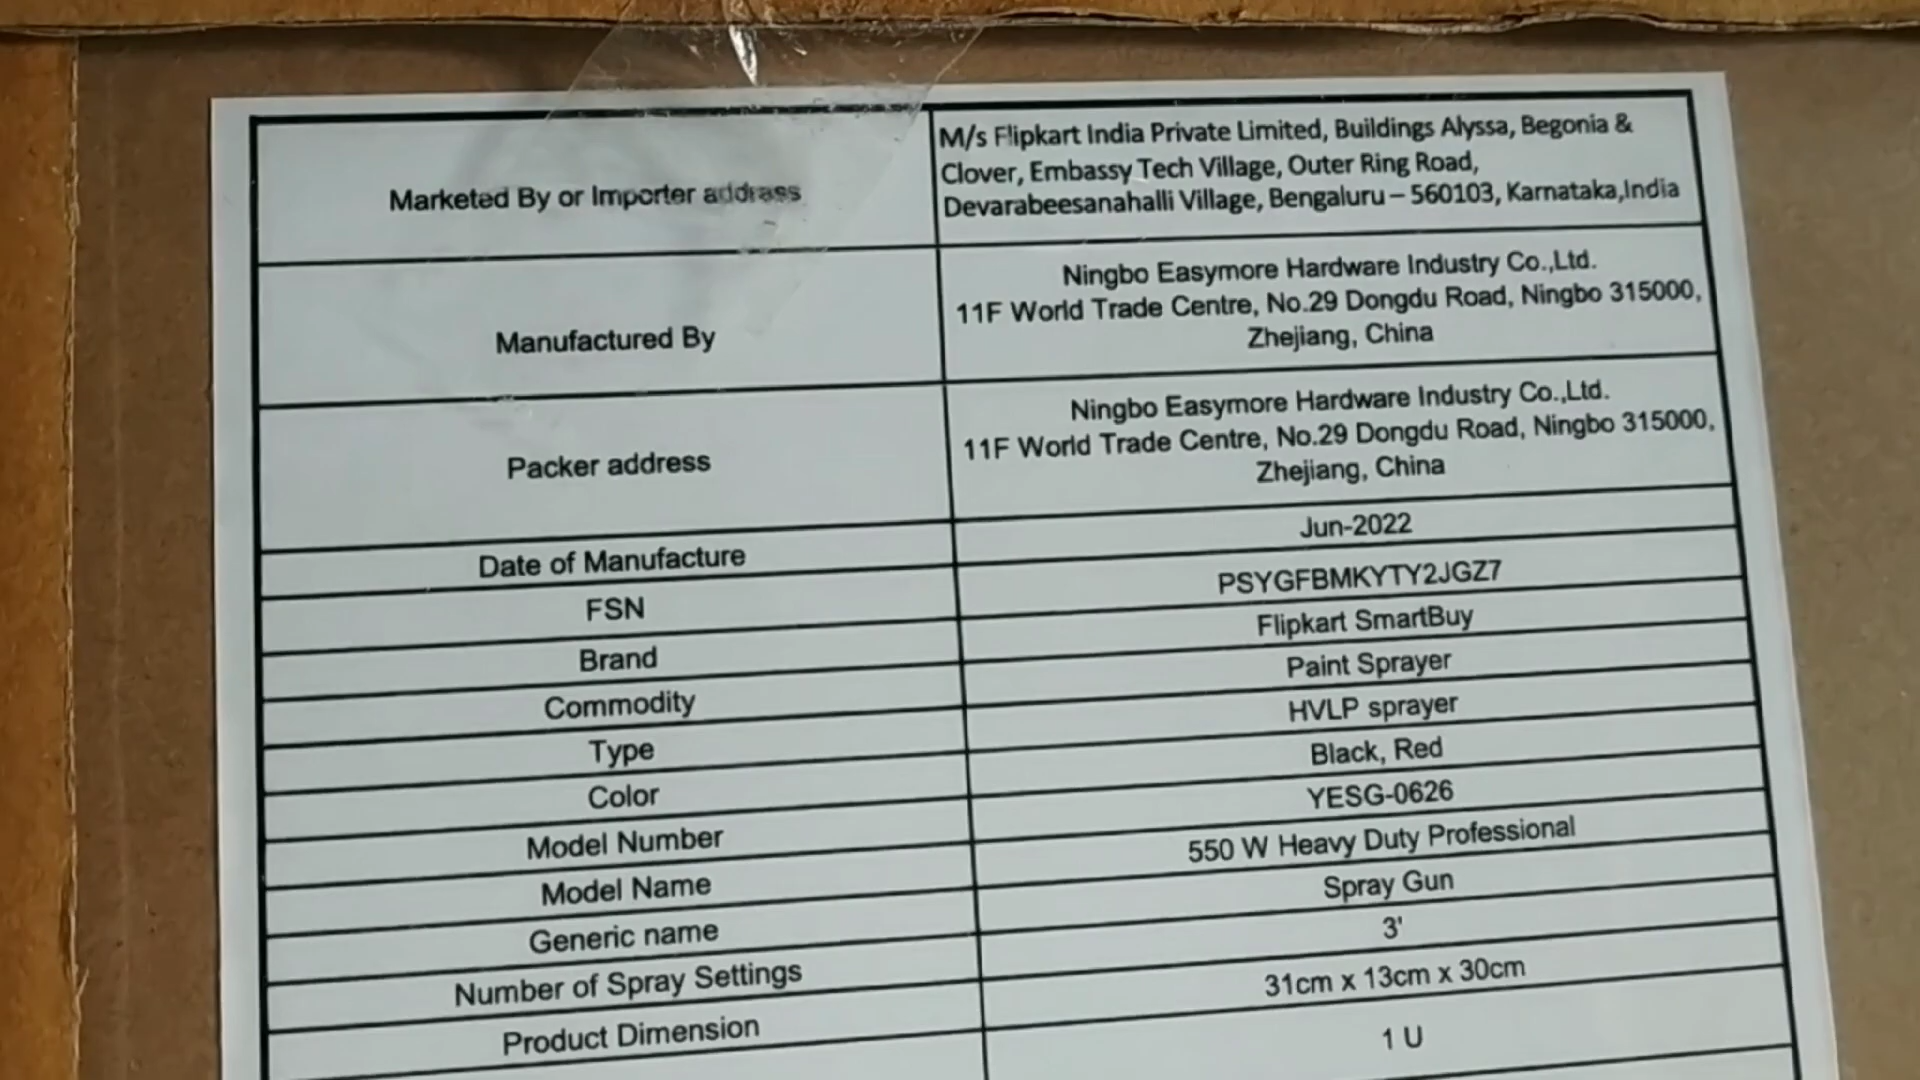 Marketed By or Importer addrass
M/s Flipkart India Private Limited, Buildings Alyssa, Begonia &
Clover, Embassy Tech Village, Outer Ring Road,
Devarabeesanahalli Village, Bengaluru – 560103, Karnataka,India
Manufactured By
Ningbo Easymore Hardware Industry Co.,Ltd.
11F World Trade Centre, No.29 Dongdu Road, Ningbo 315000,
Zhejiang, China
Packer address
Ningbo Easymore Hardware Industry Co.,Ltd.
11F World Trade Centre, No.29 Dongdu Road, Ningbo 315000,
Zhejiang, China
Date of Manufacture
Jun-2022
FSN
PSYGFBMKYTY2JGZ7
Brand
Flipkart SmartBuy
Commodity
Paint Sprayer
Type
HVLP sprayer
Color
Black, Red
Model Number
YESG-0626
Model Name
550 W Heavy Duty Professional
Generic name
Spray Gun
Number of Spray Settings
3'
Product Dimension
31cm x 13cm x 30cm
1 U